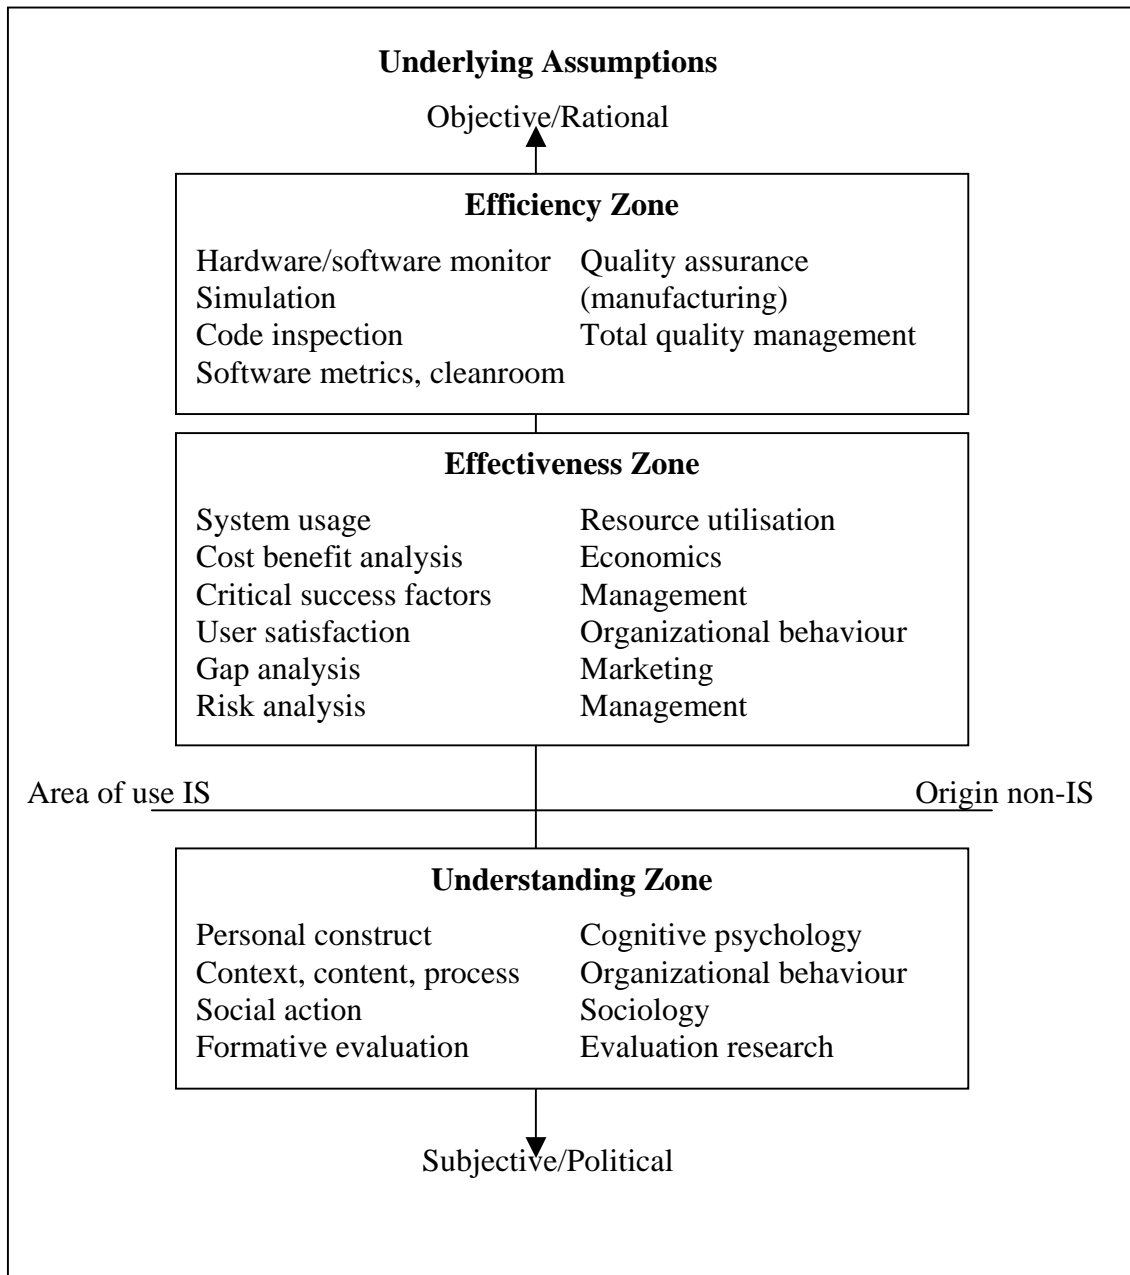 Underlying Assumptions
Objective/Rational
Efficiency Zone
Hardware/software monitor
Simulation
Code inspection
Software metrics, cleanroom
Quality assurance
(manufacturing)
Total quality management
Effectiveness Zone
System usage
Cost benefit analysis
Critical success factors
User satisfaction
Gap analysis
Risk analysis
Resource utilisation
Economics
Management
Organizational behaviour
Marketing
Management
Area of use IS
Origin non-IS
Understanding Zone
Personal construct
Context, content, process
Social action
Formative evaluation
Cognitive psychology
Organizational behaviour
Sociology
Evaluation research
Subjective/Political